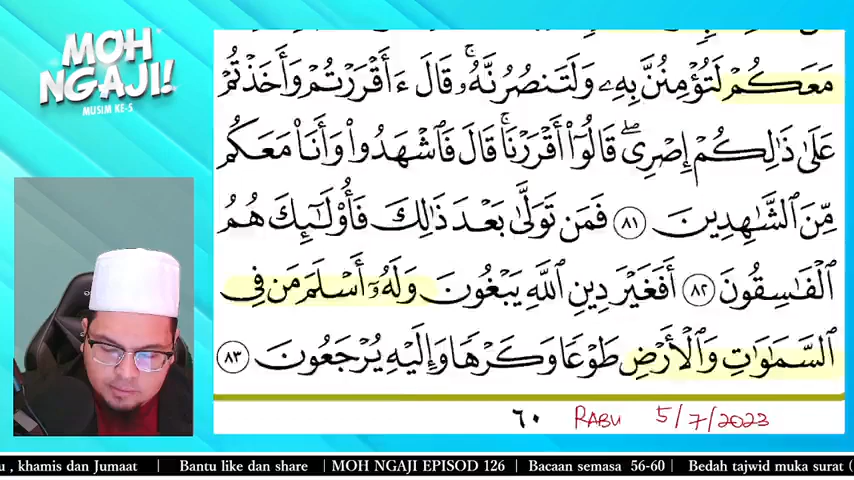 MOH
NGAJI!
MUSIM KE-5
مَعَكُمْ لَتُؤْمِنُنَّ بِهِۦ وَلَتَنصُرُنَّهُۥ ۚ قَالَ ءَأَقْرَرْتُمْ وَأَخَذْتُمْ
عَلَىٰ ذَٰلِكُمْ إِصْرِى ۖ قَالُوٓا۟ أَقْرَرْنَا ۚ قَالَ فَٱشْهَدُوا۟ وَأَنَا۠ مَعَكُم
مِّنَ ٱلشَّٰهِدِينَ ٨١ فَمَن تَوَلَّىٰ بَعْدَ ذَٰلِكَ فَأُو۟لَٰٓئِكَ هُمُ
ٱلْفَٰسِقُونَ ٨٢ أَفَغَيْرَ دِينِ ٱللَّهِ يَبْغُونَ وَلَهُۥٓ أَسْلَمَ مَن فِى
ٱلسَّمَٰوَٰتِ وَٱلْأَرْضِ طَوْعًا وَكَرْهًا وَإِلَيْهِ يُرْجَعُونَ ٨٣
٦٠ RABU 5/7/2023
, khamis dan Jumaat | Bantu like dan share | MOH NGAJI EPISOD 126 | Bacaan semasa 56-60 | Bedah tajwid muka surat (